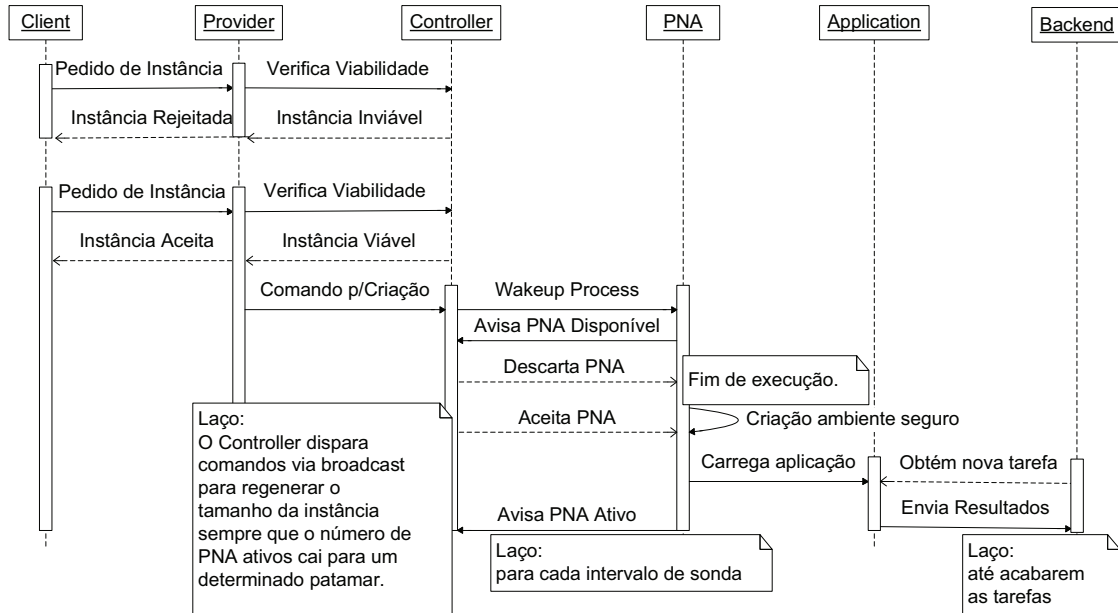 Client
Provider
Controller
PNA
Application
Backend
Pedido de Instância
Verifica Viabilidade
Instância Rejeitada
Instância Inviável
Pedido de Instância
Verifica Viabilidade
Instância Aceita
Instância Viável
Comando p/Criação
Wakeup Process
Avisa PNA Disponível
Descarta PNA
Fim de execução.
Aceita PNA
Criação ambiente seguro
Laço:
O Controller dispara
comandos via broadcast
para regenerar o
tamanho da instância
sempre que o número de
PNA ativos cai para um
determinado patamar.
Carrega aplicação
Obtém nova tarefa
Envia Resultados
Avisa PNA Ativo
Laço:
para cada intervalo de sonda
Laço:
até acabarem
as tarefas